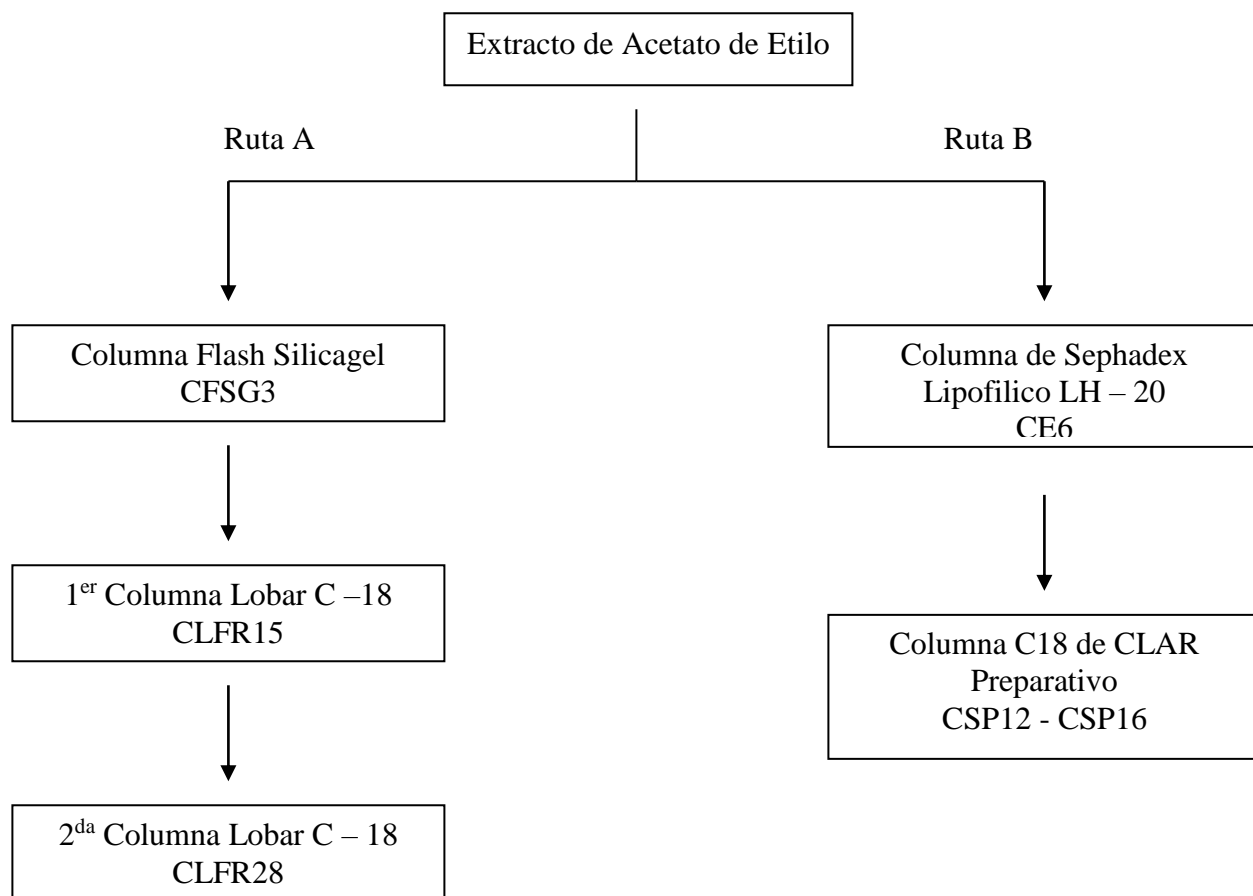 Extracto de Acetato de Etilo
Ruta A
Ruta B
Columna Flash Silicagel
CFSG3
Columna de Sephadex
Lipofilico LH – 20
CE6
1er Columna Lobar C –18
CLFR15
Columna C18 de CLAR
Preparativo
CSP12 - CSP16
2da Columna Lobar C – 18
CLFR28